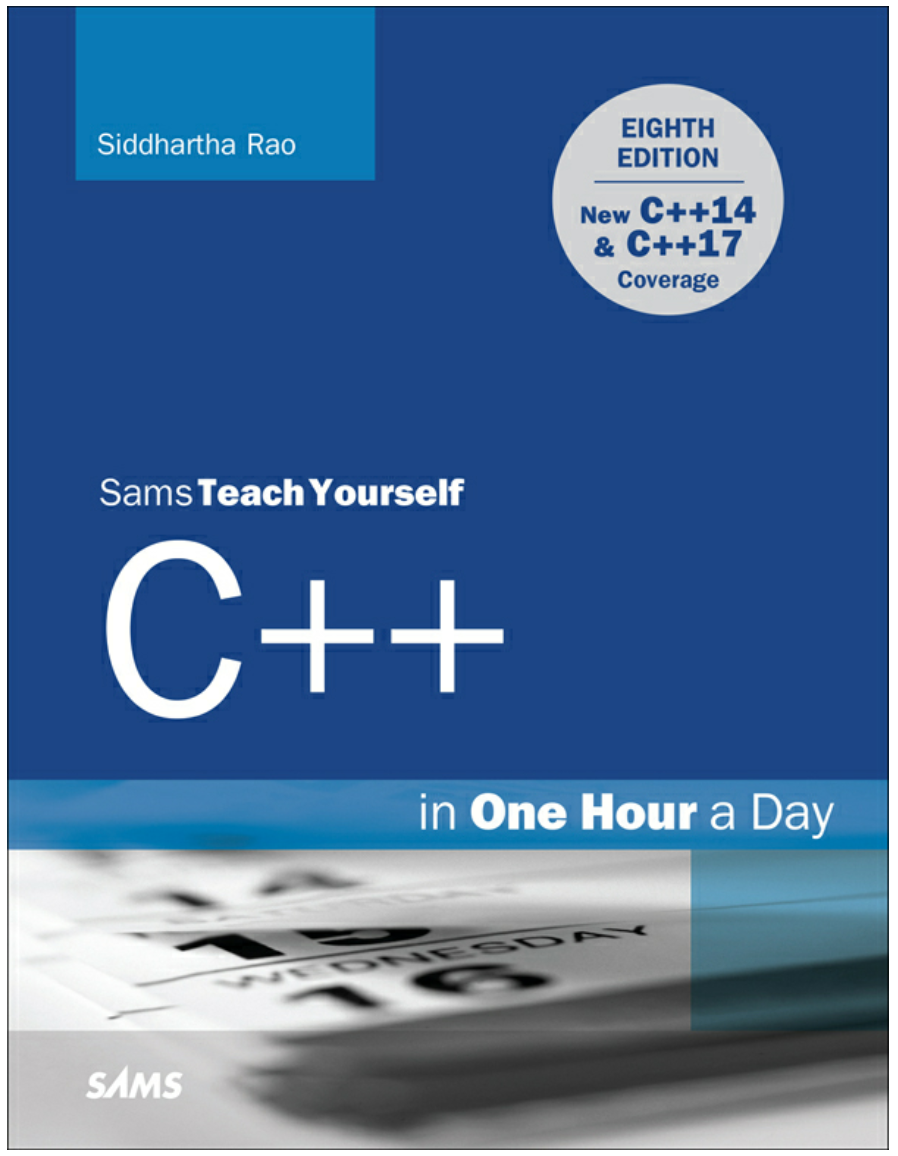 Siddhartha Rao
EIGHTH
EDITION
New C++14
& C++17
Coverage
Sams Teach Yourself
C++
in One Hour a Day
15
WEDNESDAY
16
SAMS